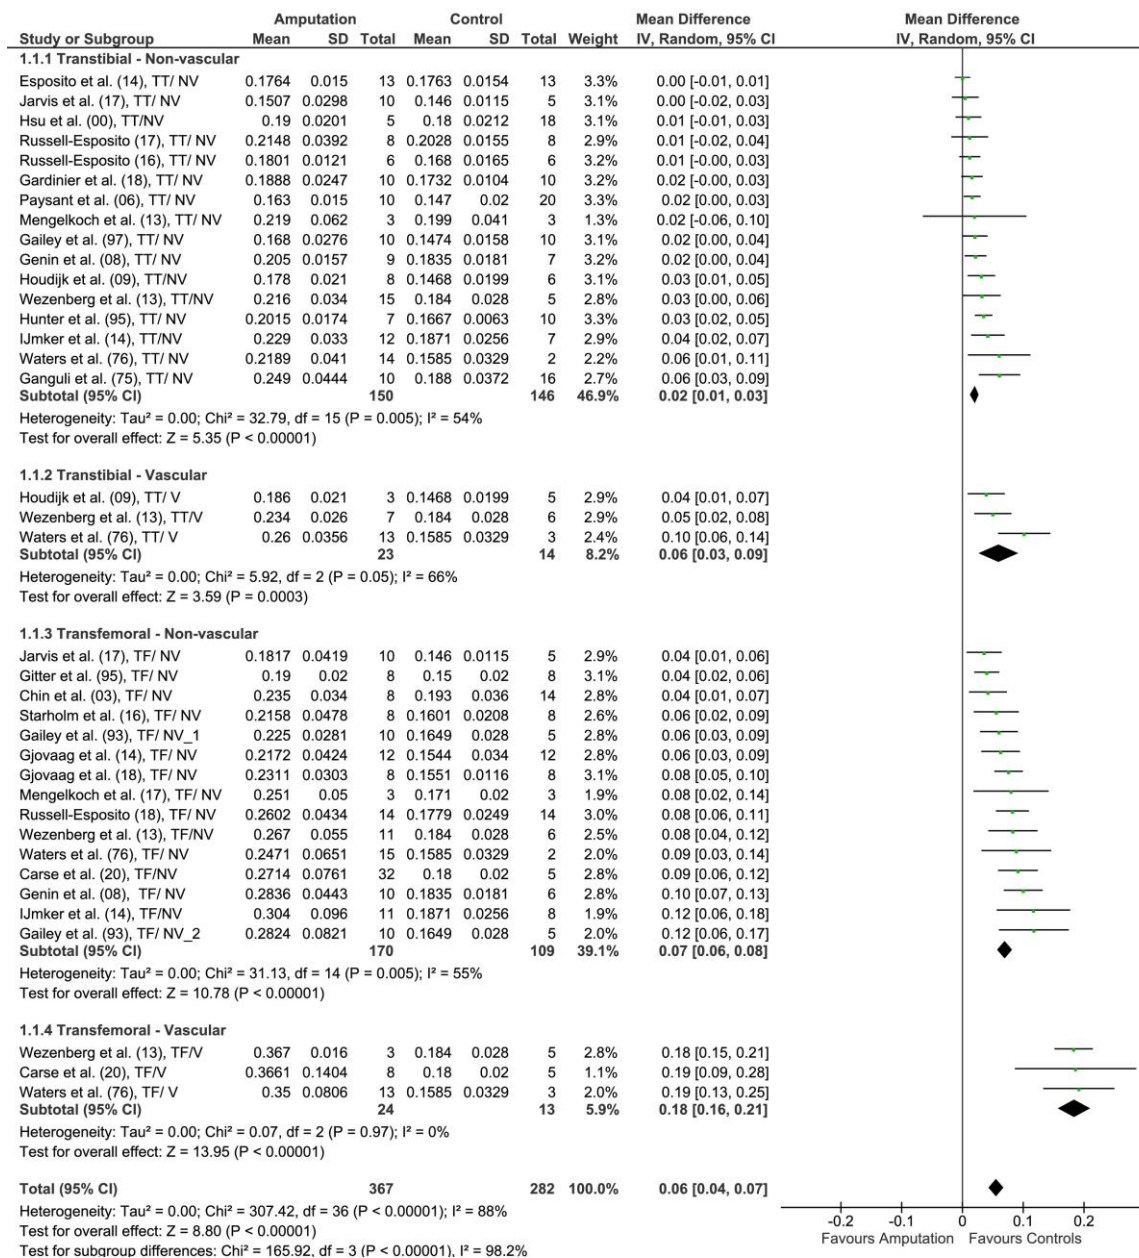 Amputation Control Mean Difference Mean Difference
Study or Subgroup Mean SD Total Mean SD Total Weight IV, Random, 95% CI IV, Random, 95% CI
1.1.1 Transtibial - Non-vascular
Esposito et al. (14), TT/ NV 0.1764 0.015 13 0.1763 0.0154 13 3.3% 0.00 [-0.01, 0.01]
Jarvis et al. (17), TT/ NV 0.1507 0.0298 10 0.146 0.0115 5 3.1% 0.00 [-0.02, 0.03]
Hsu et al. (00), TT/NV 0.19 0.0201 5 0.18 0.0212 18 3.1% 0.01 [-0.01, 0.03]
Russell-Esposito (17), TT/ NV 0.2148 0.0392 8 0.2028 0.0155 8 2.9% 0.01 [-0.02, 0.04]
Russell-Esposito (16), TT/ NV 0.1801 0.0121 6 0.168 0.0165 6 3.2% 0.01 [-0.00, 0.03]
Gardinier et al. (18), TT/ NV 0.1888 0.0247 10 0.1732 0.0104 10 3.2% 0.02 [-0.00, 0.03]
Paysant et al. (06), TT/ NV 0.163 0.015 10 0.147 0.02 20 3.3% 0.02 [0.00, 0.03]
Mengelkoch et al. (13), TT/ NV 0.219 0.062 3 0.199 0.041 3 1.3% 0.02 [-0.06, 0.10]
Gailey et al. (97), TT/ NV 0.168 0.0276 10 0.1474 0.0158 10 3.1% 0.02 [0.00, 0.04]
Genin et al. (08), TT/ NV 0.205 0.0157 9 0.1835 0.0181 7 3.2% 0.02 [0.00, 0.04]
Houdijk et al. (09), TT/NV 0.178 0.021 8 0.1468 0.0199 6 3.1% 0.03 [0.01, 0.05]
Wezenberg et al. (13), TT/NV 0.216 0.034 15 0.184 0.028 5 2.8% 0.03 [0.00, 0.06]
Hunter et al. (95), TT/ NV 0.2015 0.0174 7 0.1667 0.0063 10 3.3% 0.03 [0.02, 0.05]
IJmker et al. (14), TT/NV 0.229 0.033 12 0.1871 0.0256 7 2.9% 0.04 [0.02, 0.07]
Waters et al. (76), TT/ NV 0.2189 0.041 14 0.1585 0.0329 2 2.2% 0.06 [0.01, 0.11]
Ganguli et al. (75), TT/ NV 0.249 0.0444 10 0.188 0.0372 16 2.7% 0.06 [0.03, 0.09]
Subtotal (95% CI) 150 146 46.9% 0.02 [0.01, 0.03]
Heterogeneity: Tau² = 0.00; Chi² = 32.79, df = 15 (P = 0.005); I² = 54%
Test for overall effect: Z = 5.35 (P < 0.00001)
1.1.2 Transtibial - Vascular
Houdijk et al. (09), TT/ V 0.186 0.021 3 0.1468 0.0199 5 2.9% 0.04 [0.01, 0.07]
Wezenberg et al. (13), TT/V 0.234 0.026 7 0.184 0.028 6 2.9% 0.05 [0.02, 0.08]
Waters et al. (76), TT/ V 0.26 0.0356 13 0.1585 0.0329 3 2.4% 0.10 [0.06, 0.14]
Subtotal (95% CI) 23 14 8.2% 0.06 [0.03, 0.09]
Heterogeneity: Tau² = 0.00; Chi² = 5.92, df = 2 (P = 0.05); I² = 66%
Test for overall effect: Z = 3.59 (P = 0.0003)
1.1.3 Transfemoral - Non-vascular
Jarvis et al. (17), TF/ NV 0.1817 0.0419 10 0.146 0.0115 5 2.9% 0.04 [0.01, 0.06]
Gitter et al. (95), TF/ NV 0.19 0.02 8 0.15 0.02 8 3.1% 0.04 [0.02, 0.06]
Chin et al. (03), TF/ NV 0.235 0.034 8 0.193 0.036 14 2.8% 0.04 [0.01, 0.07]
Starholm et al. (16), TF/ NV 0.2158 0.0478 8 0.1601 0.0208 8 2.6% 0.06 [0.02, 0.09]
Gailey et al. (93), TF/ NV_1 0.225 0.0281 10 0.1649 0.028 5 2.8% 0.06 [0.03, 0.09]
Gjovaag et al. (14), TF/ NV 0.2172 0.0424 12 0.1544 0.034 12 2.8% 0.06 [0.03, 0.09]
Gjovaag et al. (18), TF/ NV 0.2311 0.0303 8 0.1551 0.0116 8 3.1% 0.08 [0.05, 0.10]
Mengelkoch et al. (17), TF/ NV 0.251 0.05 3 0.171 0.02 3 1.9% 0.08 [0.02, 0.14]
Russell-Esposito (18), TF/ NV 0.2602 0.0434 14 0.1779 0.0249 14 3.0% 0.08 [0.06, 0.11]
Wezenberg et al. (13), TF/NV 0.267 0.055 11 0.184 0.028 6 2.5% 0.08 [0.04, 0.12]
Waters et al. (76), TF/ NV 0.2471 0.0651 15 0.1585 0.0329 2 2.0% 0.09 [0.03, 0.14]
Carse et al. (20), TF/NV 0.2714 0.0761 32 0.18 0.02 5 2.8% 0.09 [0.06, 0.12]
Genin et al. (08), TF/ NV 0.2836 0.0443 10 0.1835 0.0181 6 2.8% 0.10 [0.07, 0.13]
IJmker et al. (14), TF/NV 0.304 0.096 11 0.1871 0.0256 8 1.9% 0.12 [0.06, 0.18]
Gailey et al. (93), TF/ NV_2 0.2824 0.0821 10 0.1649 0.028 5 2.0% 0.12 [0.06, 0.17]
Subtotal (95% CI) 170 109 39.1% 0.07 [0.06, 0.08]
Heterogeneity: Tau² = 0.00; Chi² = 31.13, df = 14 (P = 0.005); I² = 55%
Test for overall effect: Z = 10.78 (P < 0.00001)
1.1.4 Transfemoral - Vascular
Wezenberg et al. (13), TF/V 0.367 0.016 3 0.184 0.028 5 2.8% 0.18 [0.15, 0.21]
Carse et al. (20), TF/V 0.3661 0.1404 8 0.18 0.02 5 1.1% 0.19 [0.09, 0.28]
Waters et al. (76), TF/ V 0.35 0.0806 13 0.1585 0.0329 3 2.0% 0.19 [0.13, 0.25]
Subtotal (95% CI) 24 13 5.9% 0.18 [0.16, 0.21]
Heterogeneity: Tau² = 0.00; Chi² = 0.07, df = 2 (P = 0.97); I² = 0%
Test for overall effect: Z = 13.95 (P < 0.00001)
Total (95% CI) 367 282 100.0% 0.06 [0.04, 0.07]
Heterogeneity: Tau² = 0.00; Chi² = 307.42, df = 36 (P < 0.00001); I² = 88%
Test for overall effect: Z = 8.80 (P < 0.00001)
Test for subgroup differences: Chi² = 165.92, df = 3 (P < 0.00001), I² = 98.2%
-0.2 -0.1 0 0.1 0.2
Favours Amputation Favours Controls